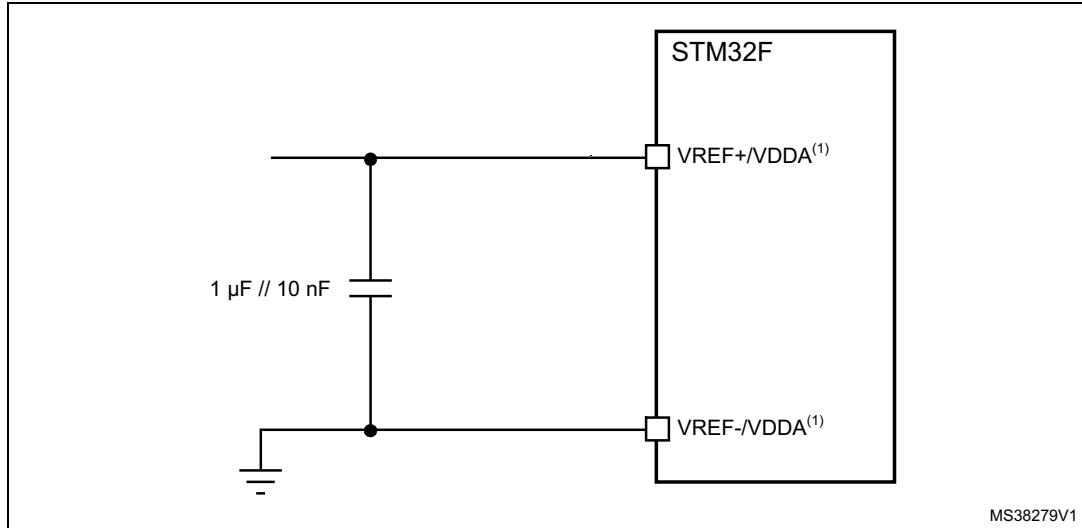 STM32F
VREF+/VDDA(1)
1 µF // 10 nF
VREF-/VDDA(1)
MS38279V1